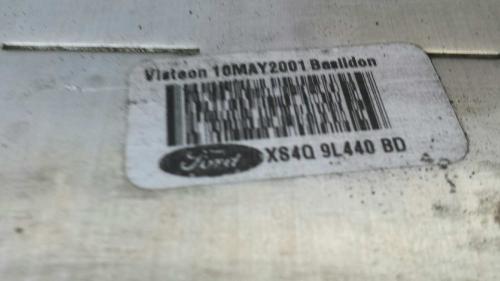 Visteon 10MAY2001 Basildon
Ford XS4Q 9L440 BD